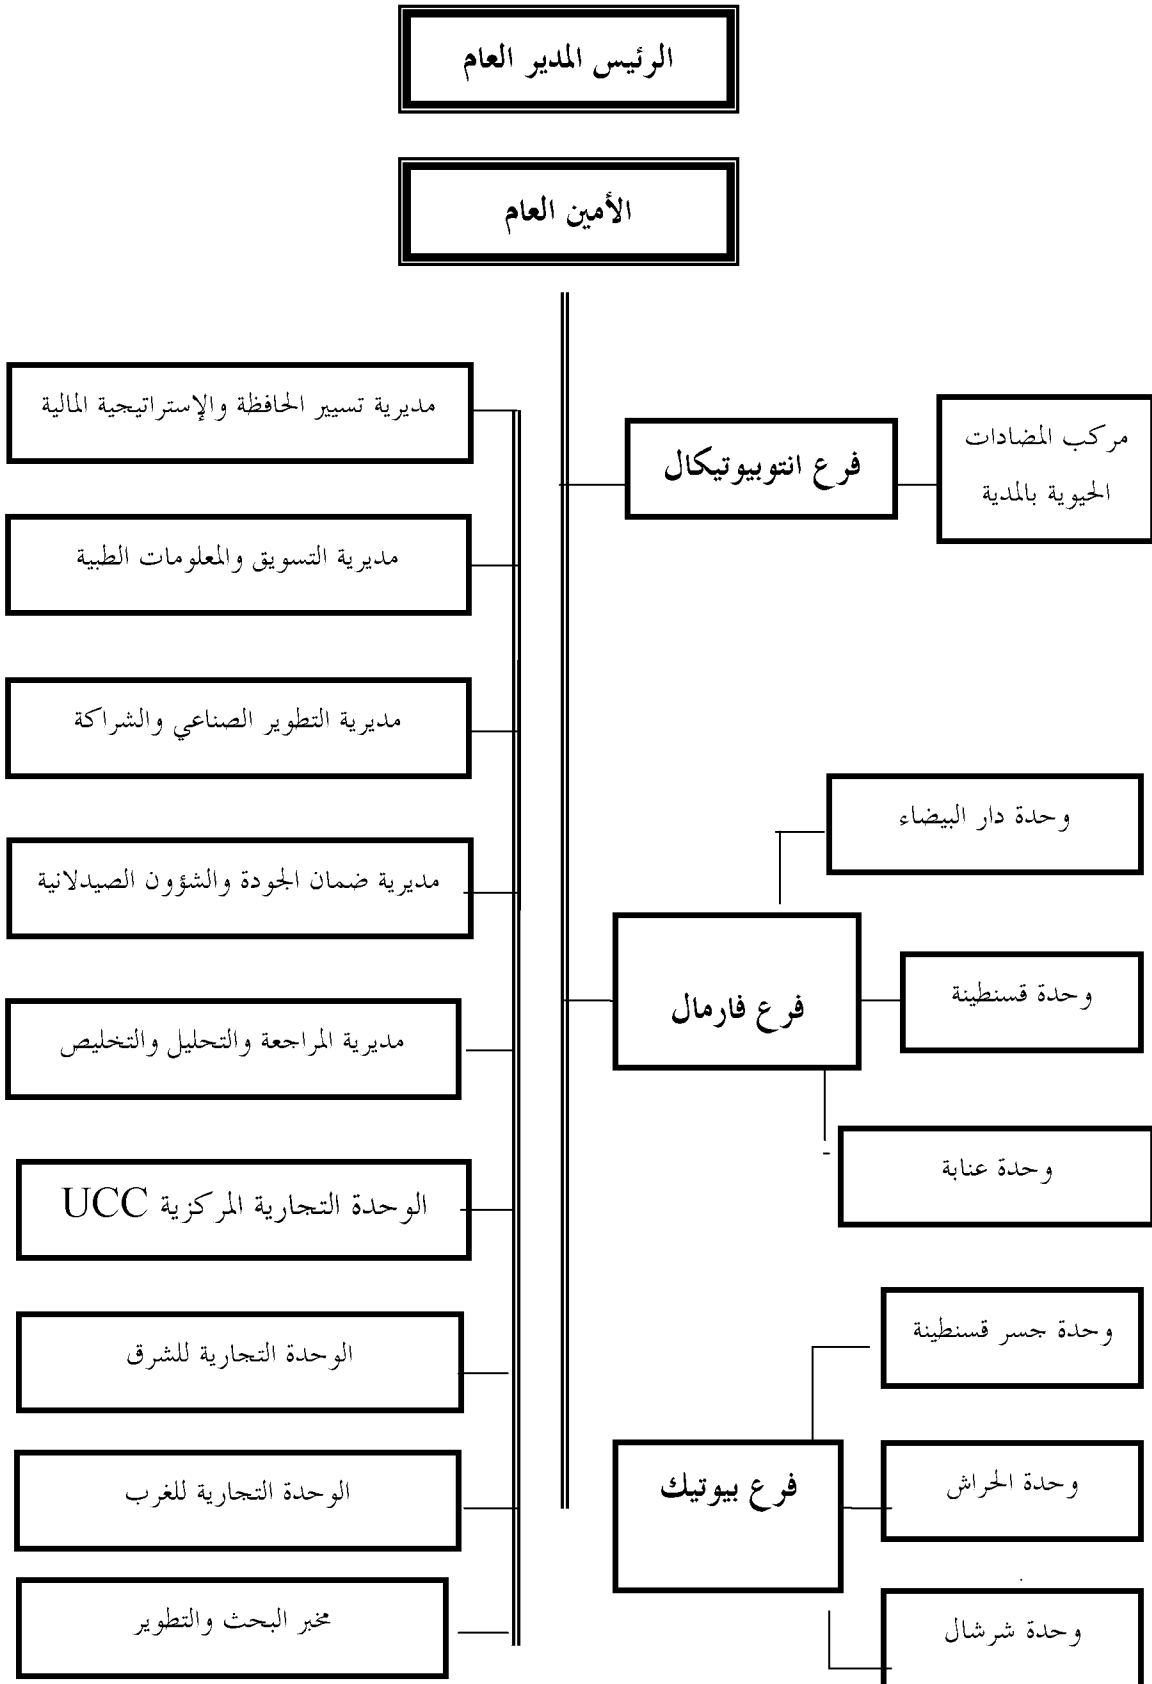 الرئيس المدير العام
الأمين العام
فرع انتوبيوتيكال
مركب المضادات
الحيوية بالمدية
وحدة دار البيضاء
فرع فارمال
وحدة قسنطينة
وحدة عنابة
وحدة جسر قسنطينة
فرع بيوتيك
وحدة الحراش
وحدة شرشال
مديرية تسيير الحافظة والإستراتيجية المالية
مديرية التسويق والمعلومات الطبية
مديرية التطوير الصناعي والشراكة
مديرية ضمان الجودة والشؤون الصيدلانية
مديرية المراجعة والتحليل والتخليص
الوحدة التجارية المركزية UCC
الوحدة التجارية للشرق
الوحدة التجارية للغرب
مخبر البحث والتطوير